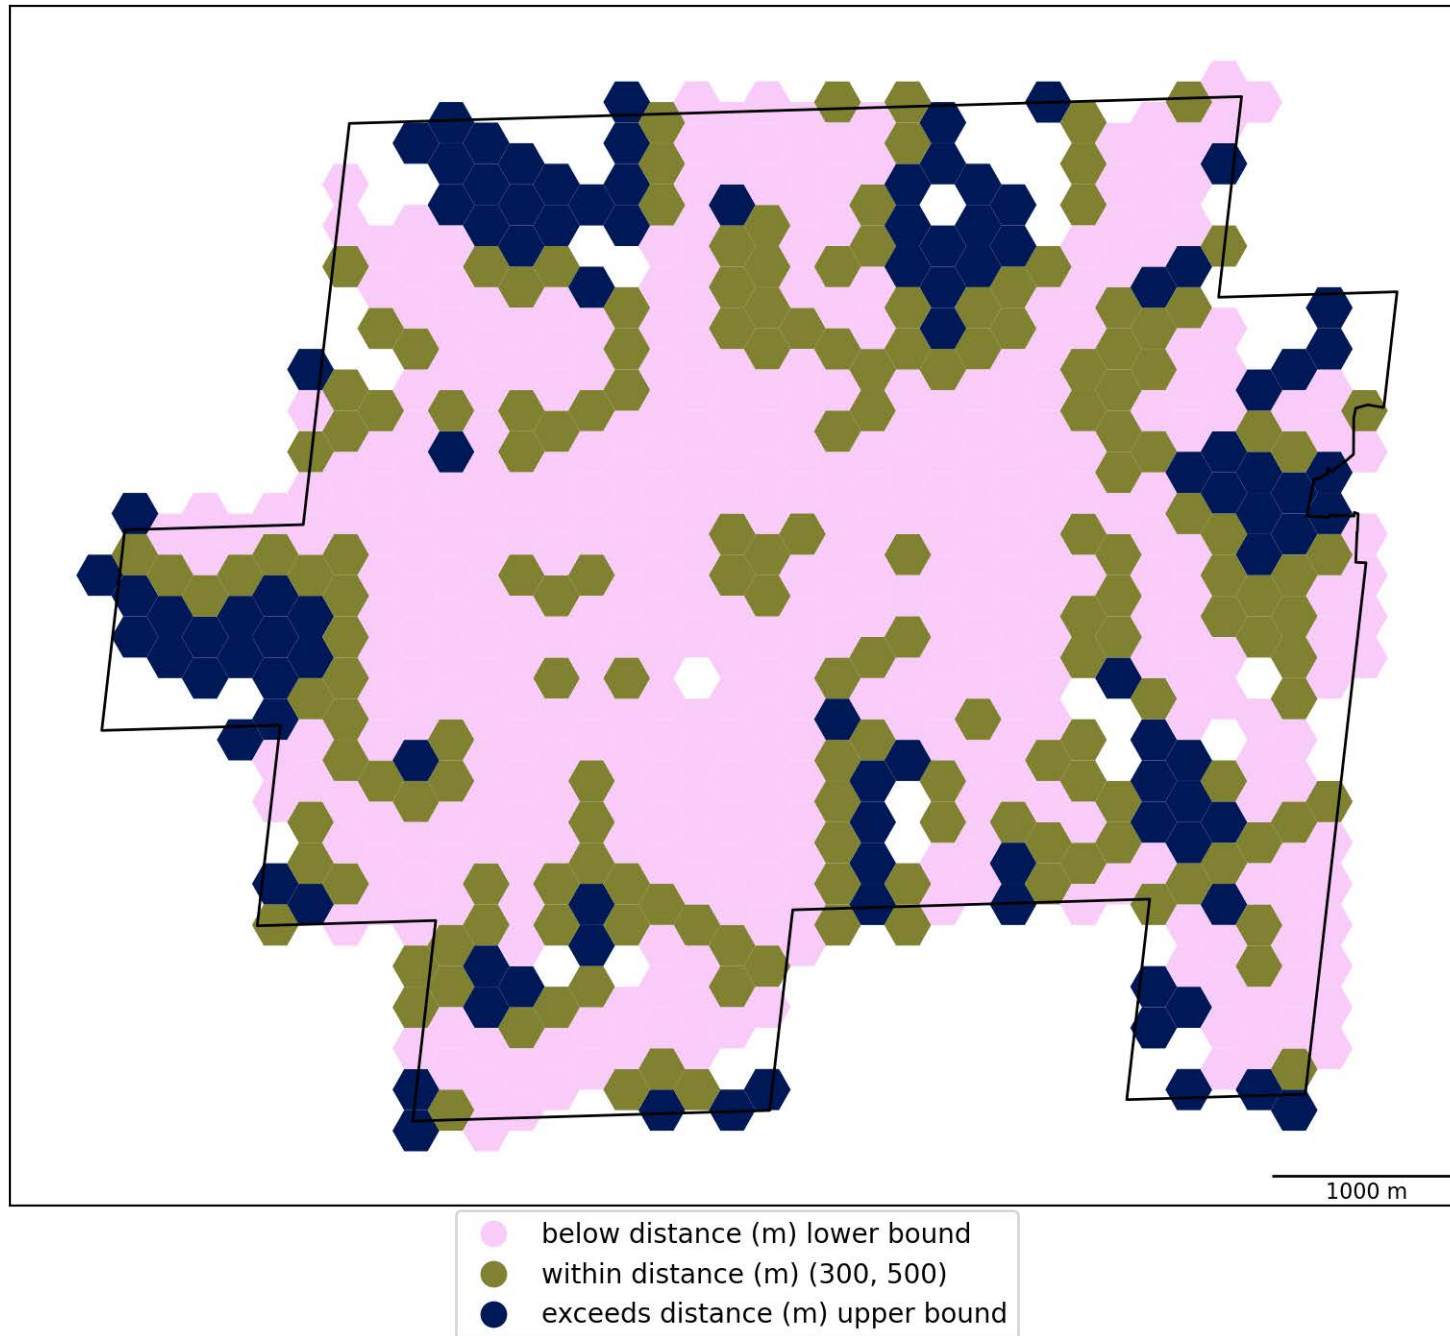 1000 m
below distance (m) lower bound
within distance (m) (300, 500)
exceeds distance (m) upper bound